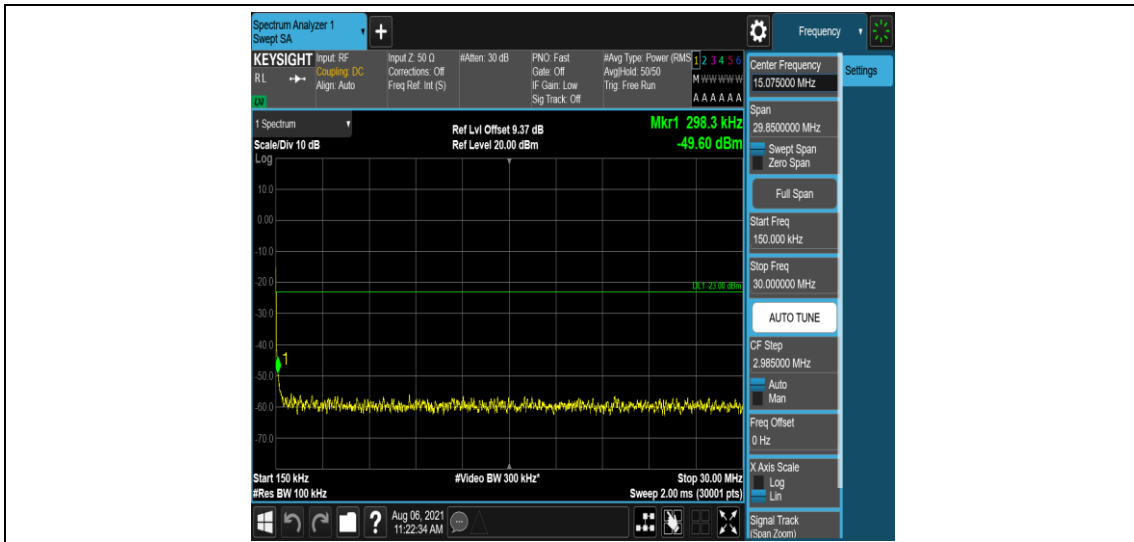 Spectrum Analyzer 1
Swept SA
+
Frequency
KEYSIGHT
RL
LM
Input: RF
Coupling: DC
Align: Auto
Input Z: 50 Ω
Corrections: Off
Freq Ref: Int (S)
#Atten: 30 dB
PNO: Fast
Gate: Off
IF Gain: Low
Sig Track: Off
#Avg Type: Power (RMS
Avg|Hold: 50/50
Trig: Free Run
1 2 3 4 5 6
M W W W W W
A A A A A A
Center Frequency
15.075000 MHz
Settings
1 Spectrum
Ref Lvl Offset 9.37 dB
Mkr1 298.3 kHz
Scale/Div 10 dB
Ref Level 20.00 dBm
-49.60 dBm
Log
10.0
0.00
-10.0
-20.0
DL1 -23.00 dBm
-30.0
-40.0
1
-50.0
-60.0
-70.0
Start 150 kHz
#Video BW 300 kHz*
Stop 30.00 MHz
#Res BW 100 kHz
Sweep 2.00 ms (30001 pts)
Span
29.8500000 MHz
Swept Span
Zero Span
Full Span
Start Freq
150.000 kHz
Stop Freq
30.000000 MHz
AUTO TUNE
CF Step
2.985000 MHz
Auto
Man
Freq Offset
0 Hz
X Axis Scale
Log
Lin
Signal Track
(Span Zoom)
?
Aug 06, 2021
11:22:34 AM